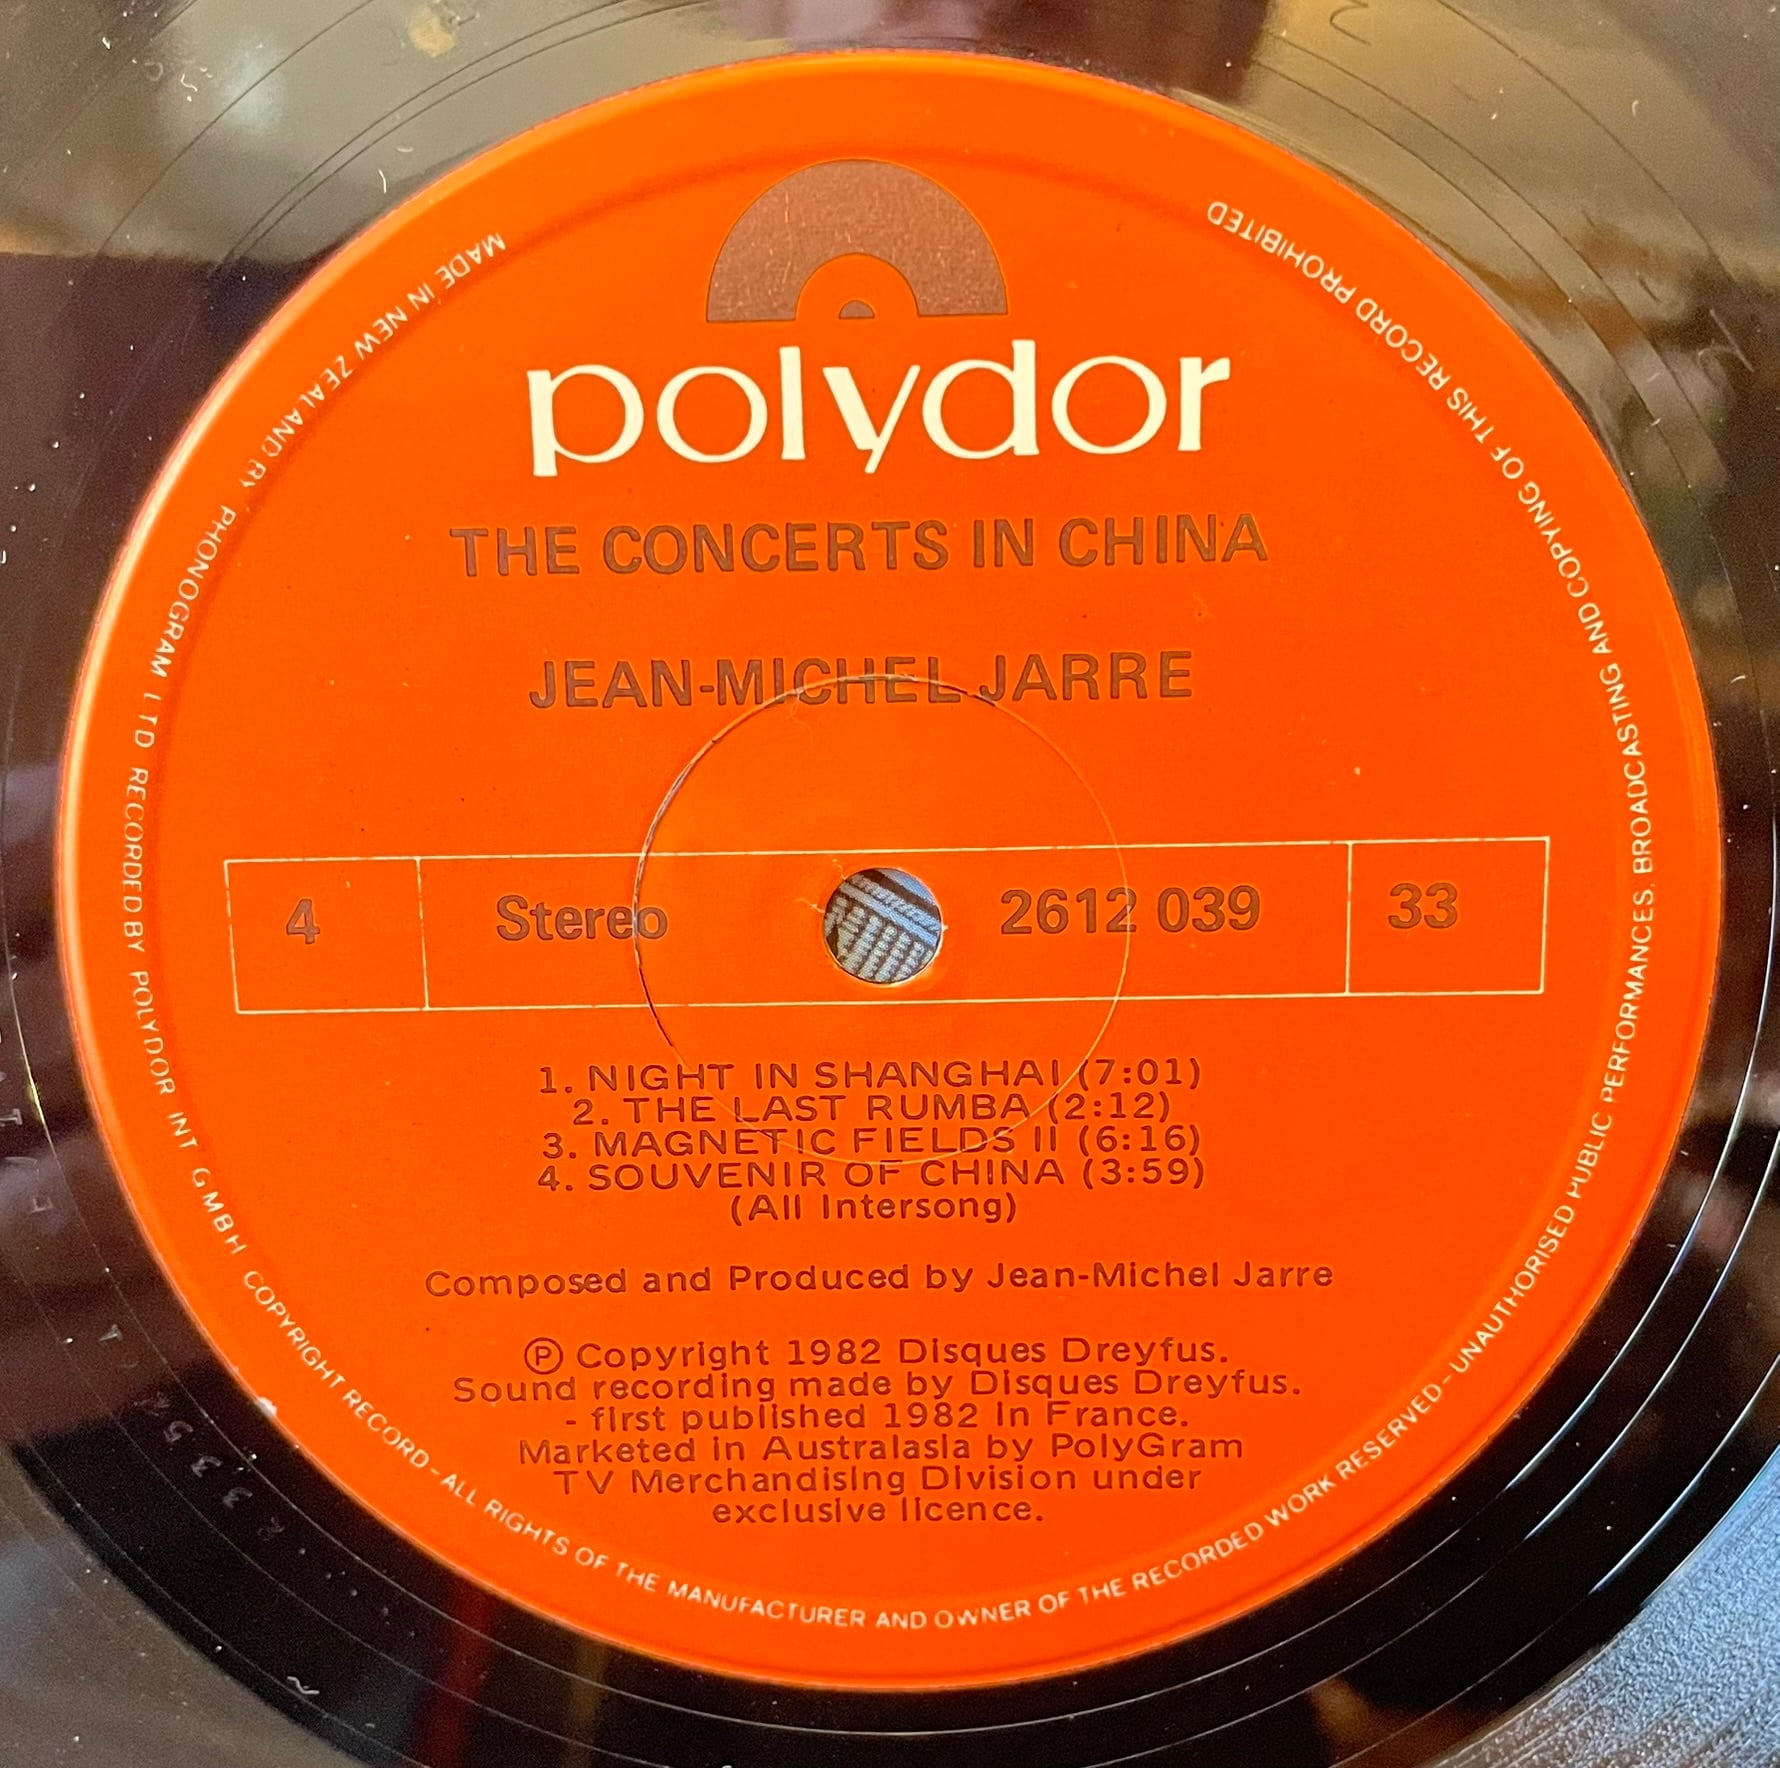 polydor
THE CONCERTS IN CHINA
JEAN-MICHEL JARRE
4 Stereo 2612 039 33
1. NIGHT IN SHANGHAI (7:01)
2. THE LAST RUMBA (2:12)
3. MAGNETIC FIELDS II (6:16)
4. SOUVENIR OF CHINA (3:59)
(All Intersong)
Composed and Produced by Jean-Michel Jarre
Ⓟ Copyright 1982 Disques Dreyfus.
Sound recording made by Disques Dreyfus.
- first published 1982 in France.
Marketed in Australasia by PolyGram
TV Merchandising Division under
exclusive licence.
MADE IN NEW ZEALAND BY PHONOGRAM LTD RECORDED BY POLYDOR INT GMBH COPYRIGHT RECORD - ALL RIGHTS OF THE MANUFACTURER AND OWNER OF THE RECORDED WORK RESERVED - UNAUTHORISED PUBLIC PERFORMANCES, BROADCASTING AND COPYING OF THIS RECORD PROHIBITED